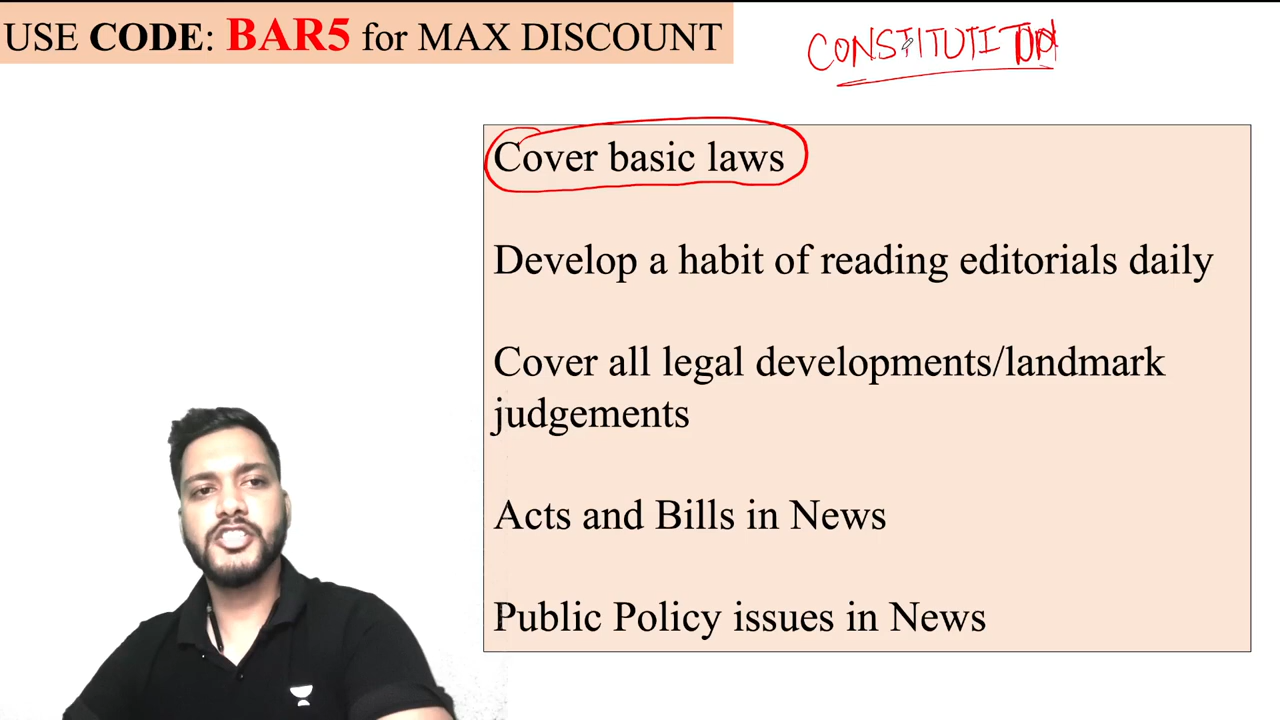 USE CODE: BAR5 for MAX DISCOUNT
Cover basic laws
Develop a habit of reading editorials daily
Cover all legal developments/landmark
judgements
Acts and Bills in News
Public Policy issues in News